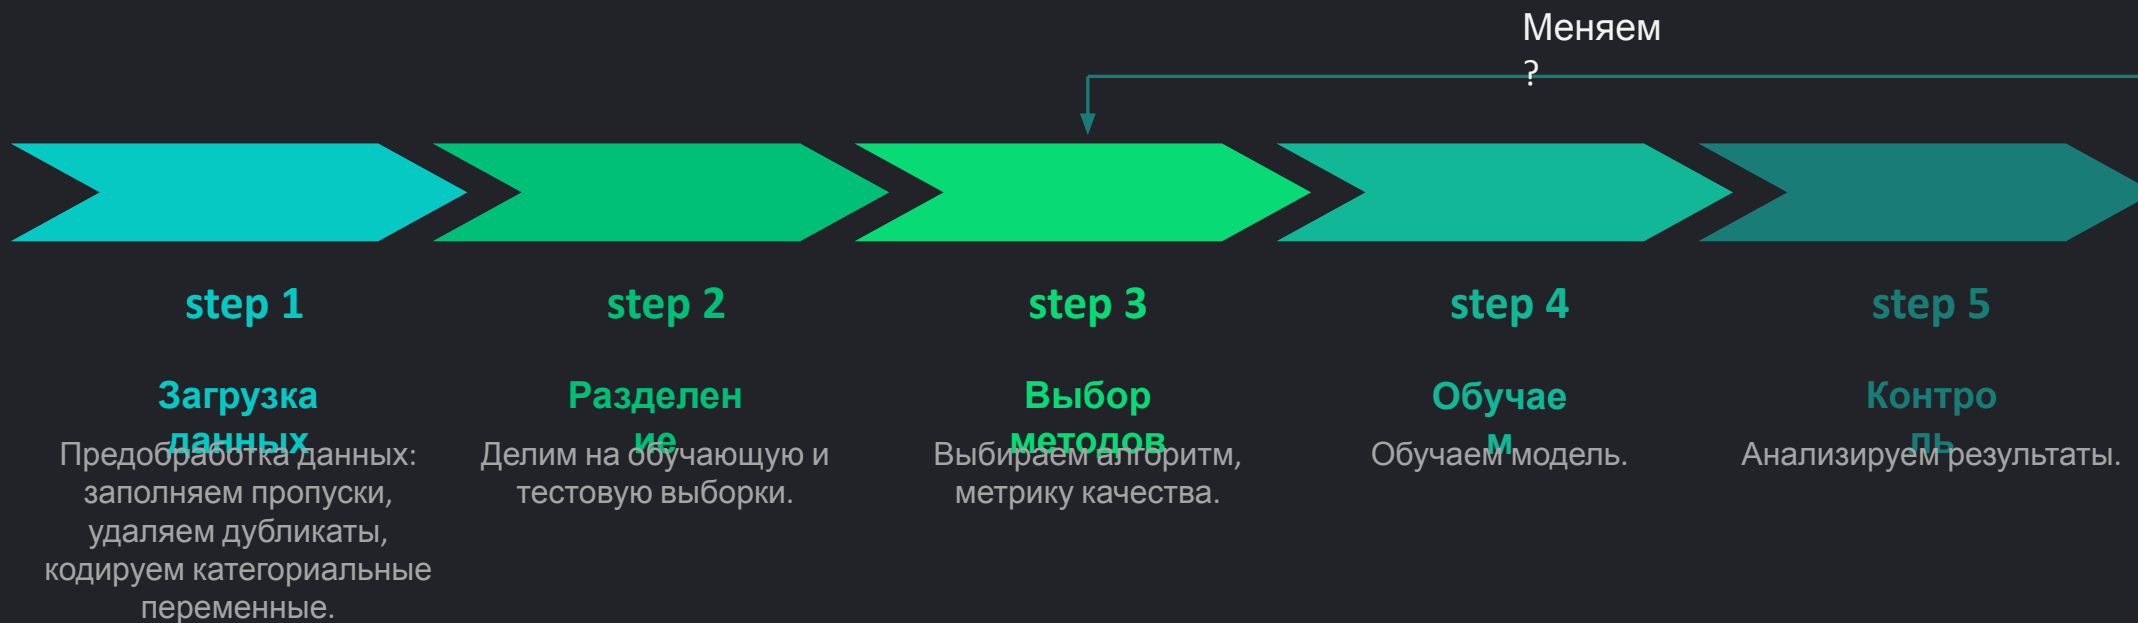 Меняем
?
step 1
Загрузка
данных
Предобработка данных:
заполняем пропуски,
удаляем дубликаты,
кодируем категориальные
переменные.
step 2
Разделен
ие
Делим на обучающую и
тестовую выборки.
step 3
Выбор
методов
Выбираем алгоритм,
метрику качества.
step 4
Обучае
м
Обучаем модель.
step 5
Контро
ль
Анализируем результаты.